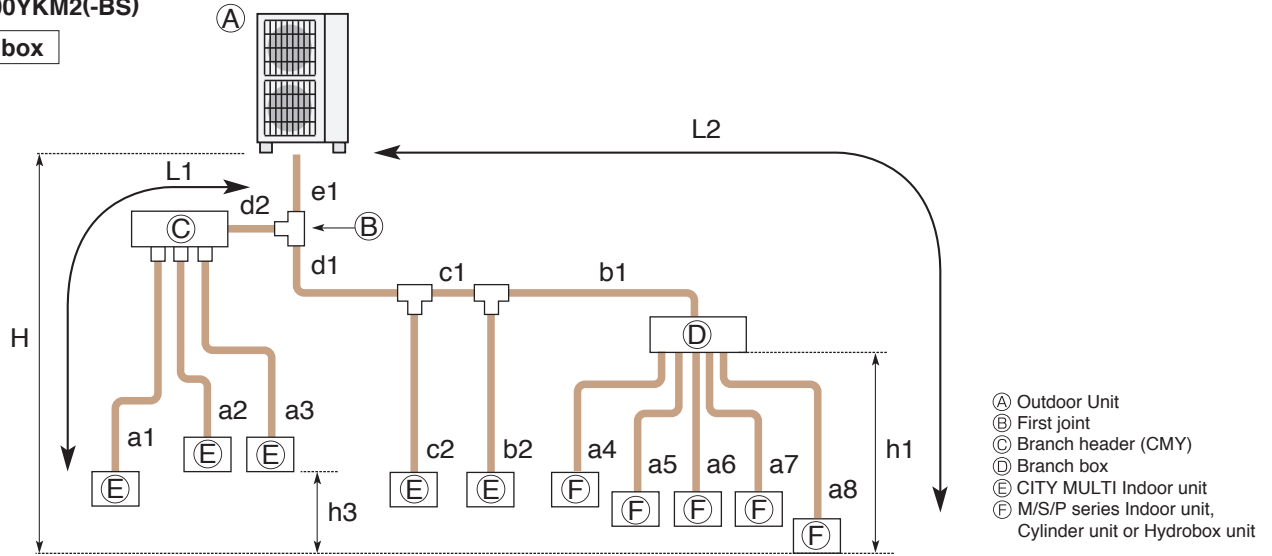 00YKM2(-BS)
box
Ⓐ
L2
L1
e1
d2
Ⓒ
Ⓑ
d1
c1
b1
H
Ⓓ
a1
a2
a3
c2
b2
a4
a5
a6
a7
a8
h1
Ⓔ
Ⓔ
Ⓔ
Ⓔ
Ⓔ
Ⓕ
Ⓕ
Ⓕ
Ⓕ
Ⓕ
h3
Ⓐ Outdoor Unit
Ⓑ First joint
Ⓒ Branch header (CMY)
Ⓓ Branch box
Ⓔ CITY MULTI Indoor unit
Ⓕ M/S/P series Indoor unit,
Cylinder unit or Hydrobox unit